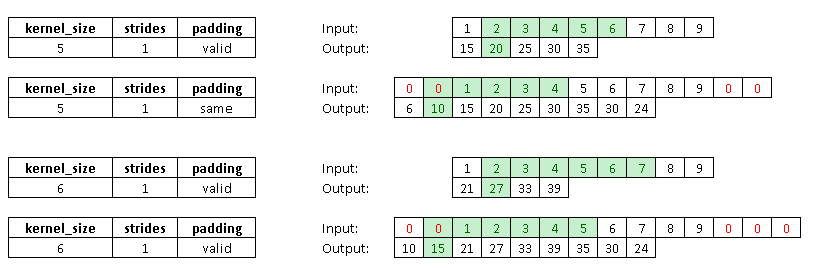 kernel_size strides padding Input: 1 2 3 4 5 6 7 8 9
5 1 valid Output: 15 20 25 30 35
kernel_size strides padding Input: 0 0 1 2 3 4 5 6 7 8 9 0 0
5 1 same Output: 6 10 15 20 25 30 35 30 24
kernel_size strides padding Input: 1 2 3 4 5 6 7 8 9
6 1 valid Output: 21 27 33 39
kernel_size strides padding Input: 0 0 1 2 3 4 5 6 7 8 9 0 0 0
6 1 valid Output: 10 15 21 27 33 39 35 30 24